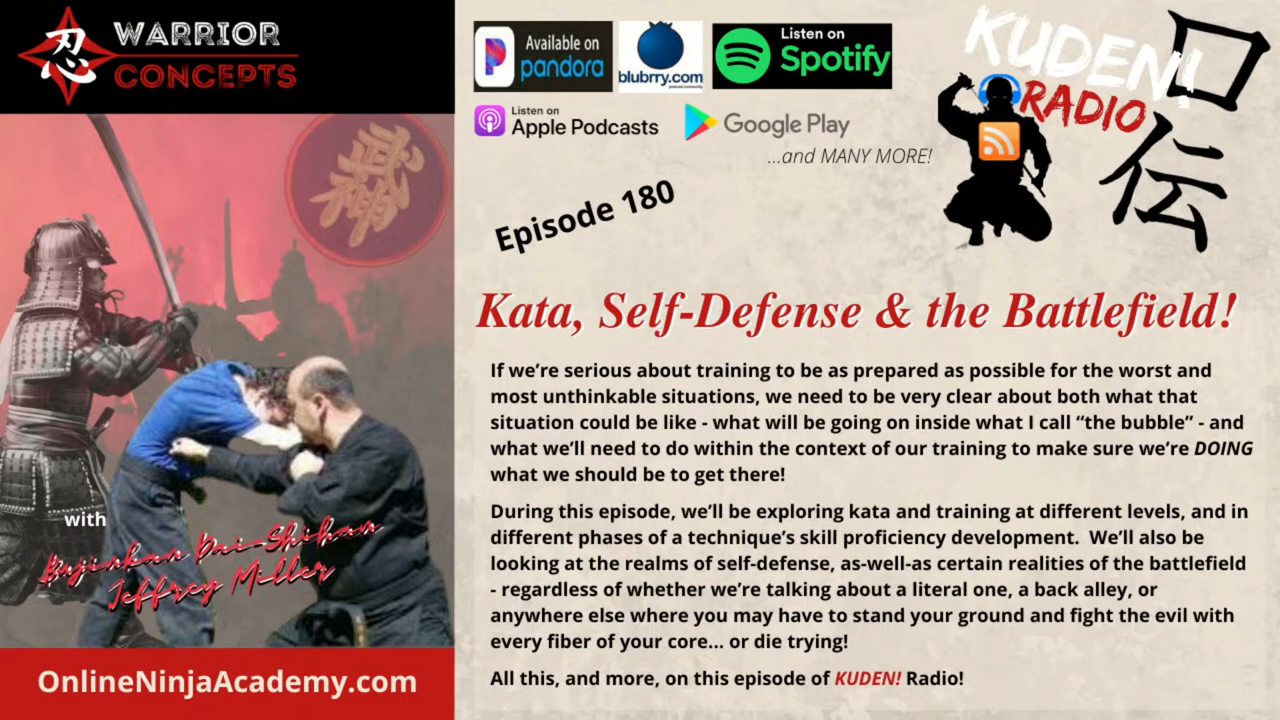 忍
WARRIOR
CONCEPTS
武神
with
Bujinkan Dai-Shihan
Jeffrey Miller
OnlineNinjaAcademy.com
Available on
pandora
blubrry.com
Listen on
Spotify
Listen on
Apple Podcasts
Google Play
...and MANY MORE!
KUDEN!
RADIO
口
伝
Episode 180
Kata, Self-Defense & the Battlefield!
If we’re serious about training to be as prepared as possible for the worst and
most unthinkable situations, we need to be very clear about both what that
situation could be like - what will be going on inside what I call “the bubble” - and
what we’ll need to do within the context of our training to make sure we’re DOING
what we should be to get there!
During this episode, we’ll be exploring kata and training at different levels, and in
different phases of a technique’s skill proficiency development.  We’ll also be
looking at the realms of self-defense, as-well-as certain realities of the battlefield
- regardless of whether we’re talking about a literal one, a back alley, or
anywhere else where you may have to stand your ground and fight the evil with
every fiber of your core... or die trying!
All this, and more, on this episode of KUDEN! Radio!